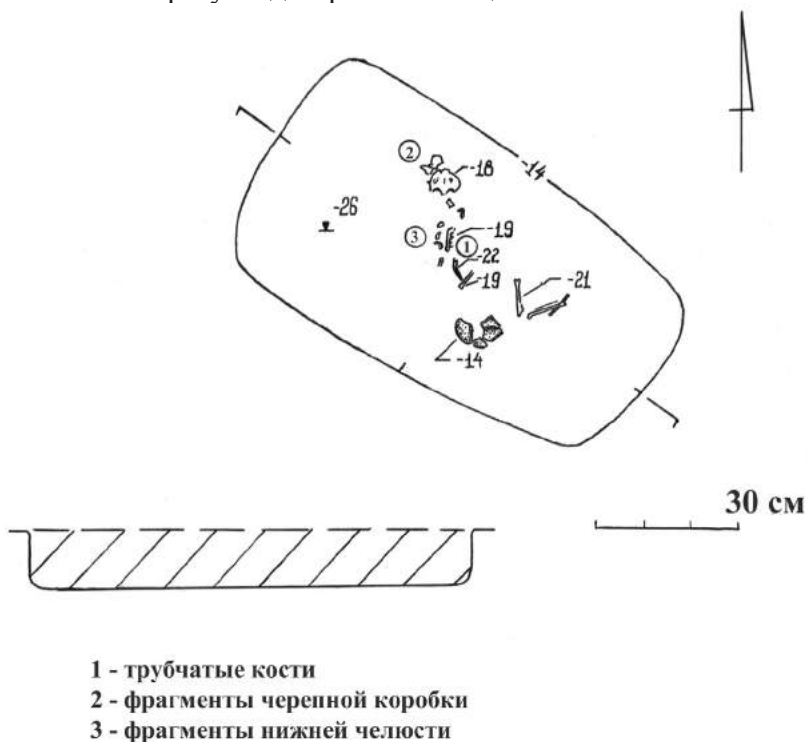 2
-18
-14
-26
3
-19
1
-22
-19
-21
-14
30 см
1 - трубчатые кости
2 - фрагменты черепной коробки
3 - фрагменты нижней челюсти